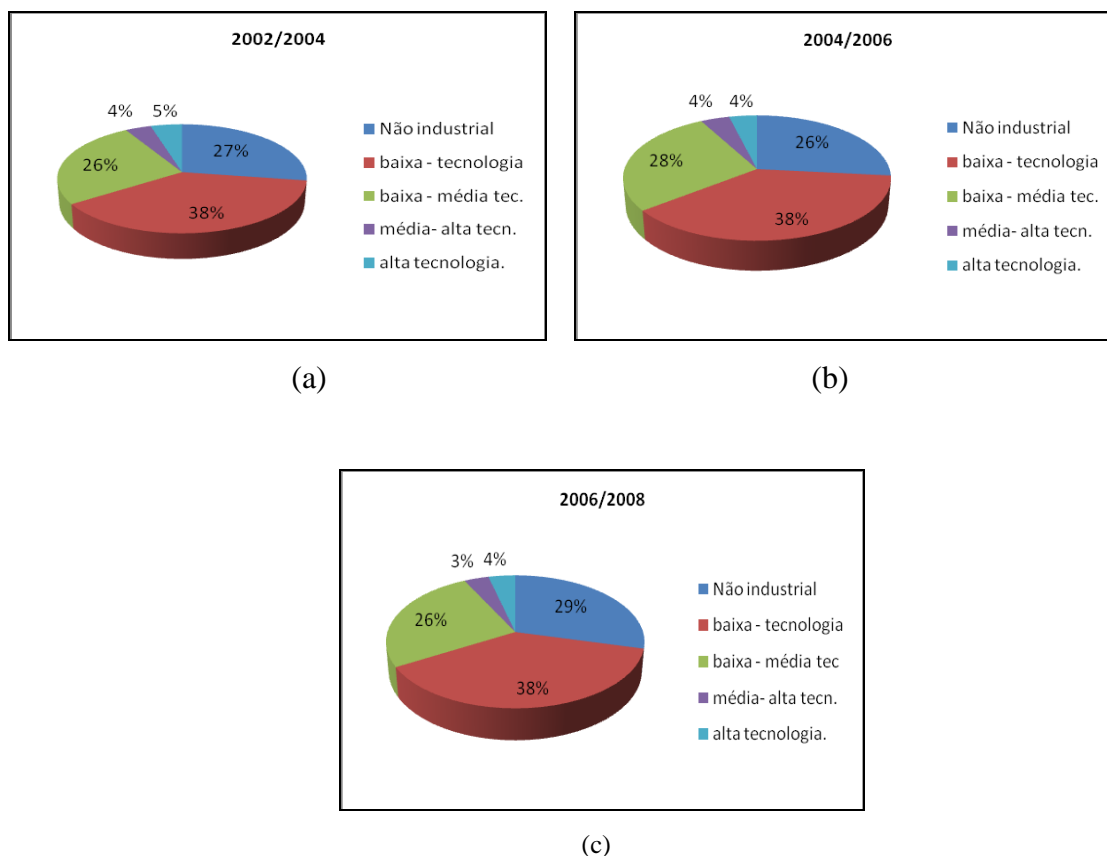 2002/2004
4%
5%
27%
26%
38%
Não industrial
baixa - tecnologia
baixa - média tec.
média- alta tecn.
alta tecnologia.
(a)
2004/2006
4%
4%
26%
28%
38%
Não industrial
baixa - tecnologia
baixa - média tec.
média- alta tecn.
alta tecnologia.
(b)
2006/2008
3%
4%
29%
26%
38%
Não industrial
baixa - tecnologia
baixa - média tec
média- alta tecn.
alta tecnologia.
(c)